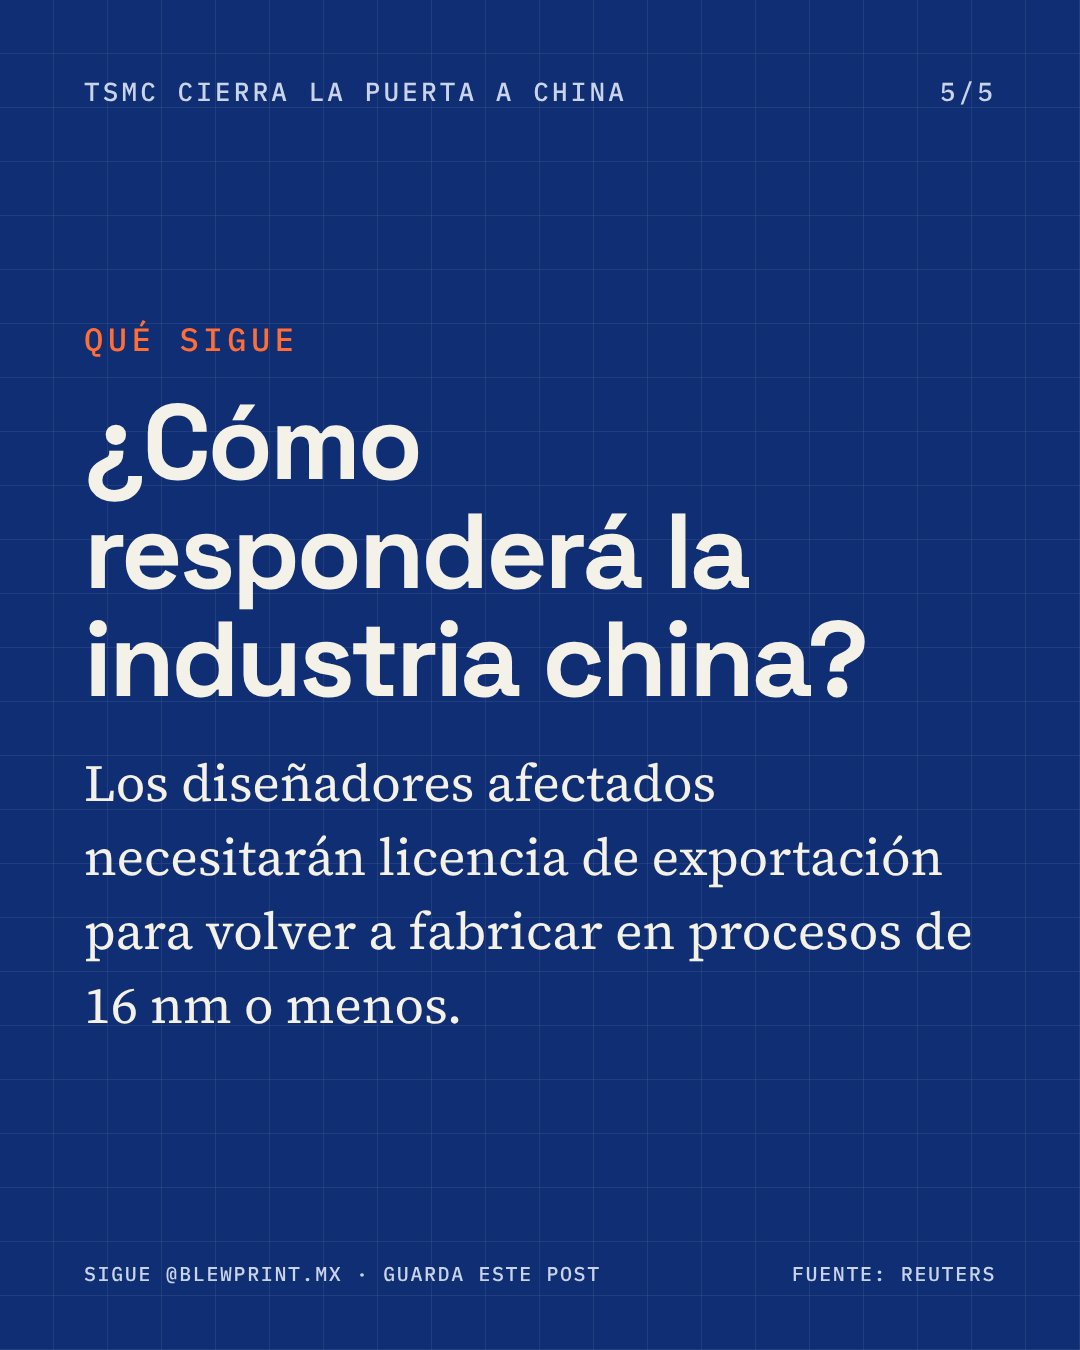 TSMC CIERRA LA PUERTA A CHINA 5/5
QUÉ SIGUE
¿Cómo
responderá la
industria china?
Los diseñadores afectados
necesitarán licencia de exportación
para volver a fabricar en procesos de
16 nm o menos.
SIGUE @BLEWPRINT.MX · GUARDA ESTE POST FUENTE: REUTERS